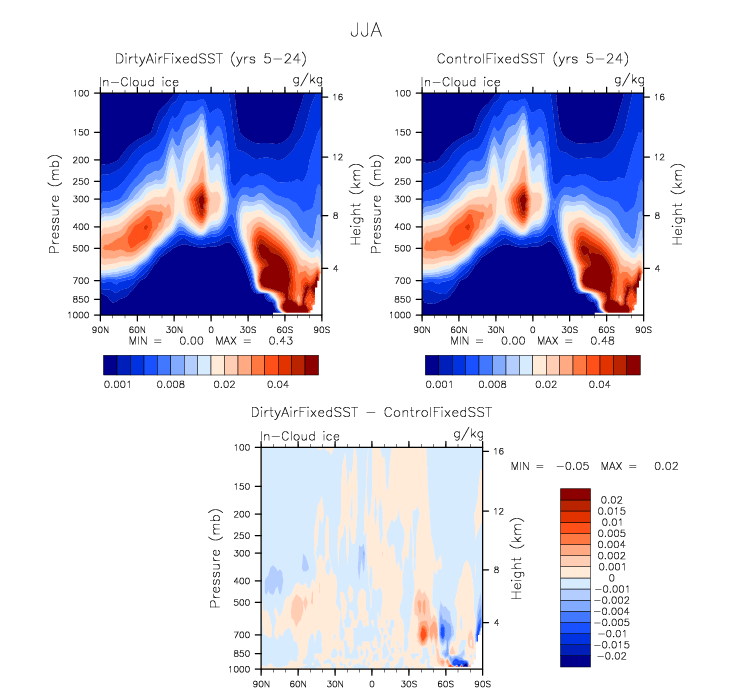 JJA
DirtyAirFixedSST (yrs 5-24)
In-Cloud ice g/kg
100
150
200
250
300
400
500
700
850
1000
Pressure (mb)
16
12
8
4
Height (km)
90N 60N 30N 0 30S 60S 90S
MIN = 0.00 MAX = 0.43
0.001 0.008 0.02 0.04
ControlFixedSST (yrs 5-24)
In-Cloud ice g/kg
100
150
200
250
300
400
500
700
850
1000
Pressure (mb)
16
12
8
4
Height (km)
90N 60N 30N 0 30S 60S 90S
MIN = 0.00 MAX = 0.48
0.001 0.008 0.02 0.04
DirtyAirFixedSST - ControlFixedSST
In-Cloud ice g/kg
100
150
200
250
300
400
500
700
850
1000
Pressure (mb)
16
12
8
4
Height (km)
90N 60N 30N 0 30S 60S 90S
MIN = -0.05 MAX = 0.02
0.02
0.015
0.01
0.005
0.004
0.002
0.001
0
-0.001
-0.002
-0.004
-0.005
-0.01
-0.015
-0.02